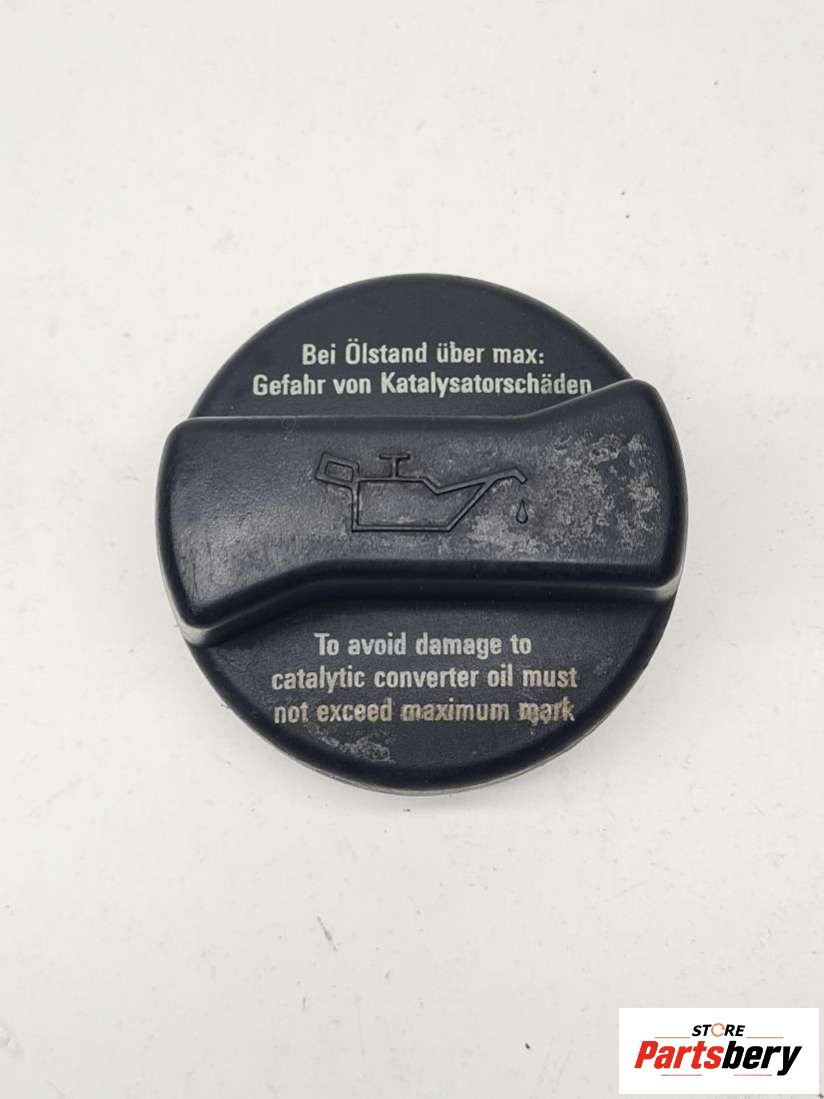 Bei Ölstand über max:
Gefahr von Katalysatorschäden
To avoid damage to
catalytic converter oil must
not exceed maximum mark
STORE
Partsbery